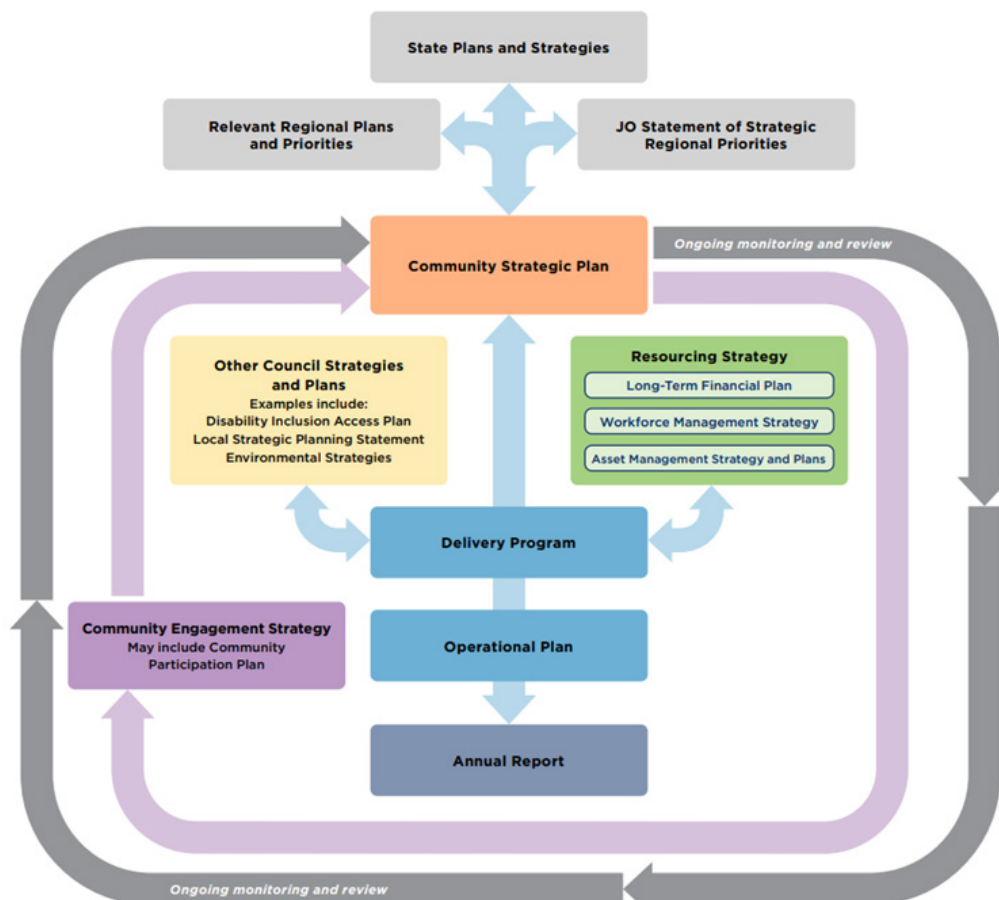 State Plans and Strategies
Relevant Regional Plans
and Priorities
JO Statement of Strategic
Regional Priorities
Ongoing monitoring and review
Community Strategic Plan
Other Council Strategies
and Plans
Examples include:
Disability Inclusion Access Plan
Local Strategic Planning Statement
Environmental Strategies
Resourcing Strategy
Long-Term Financial Plan
Workforce Management Strategy
Asset Management Strategy and Plans
Delivery Program
Community Engagement Strategy
May include Community
Participation Plan
Operational Plan
Annual Report
Ongoing monitoring and review